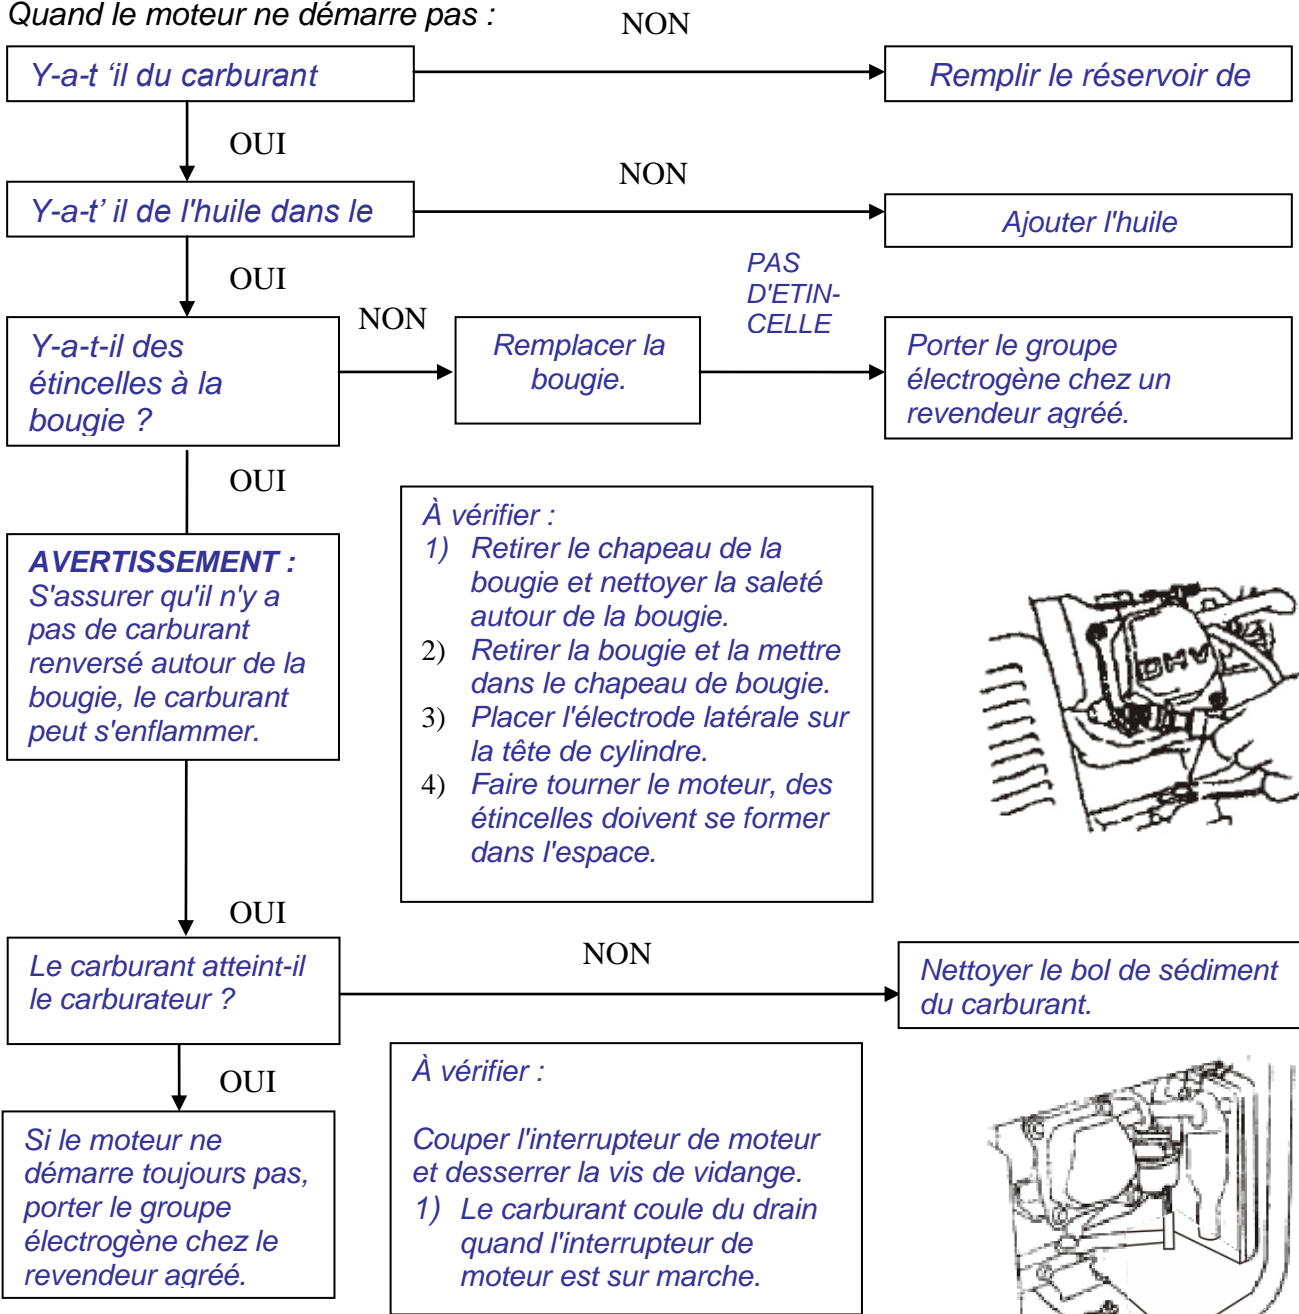 Quand le moteur ne démarre pas :
NON
Y-a-t ‘il du carburant
Remplir le réservoir de
OUI
NON
Y-a-t’ il de l'huile dans le
Ajouter l'huile
OUI
PAS
D'ETIN-
CELLE
NON
Y-a-t-il des
étincelles à la
bougie ?
Remplacer la
bougie.
Porter le groupe
électrogène chez un
revendeur agréé.
OUI
AVERTISSEMENT :
S'assurer qu'il n'y a
pas de carburant
renversé autour de la
bougie, le carburant
peut s'enflammer.
À vérifier :
1) Retirer le chapeau de la
bougie et nettoyer la saleté
autour de la bougie.
2) Retirer la bougie et la mettre
dans le chapeau de bougie.
3) Placer l'électrode latérale sur
la tête de cylindre.
4) Faire tourner le moteur, des
étincelles doivent se former
dans l'espace.
OHV
OUI
NON
Le carburant atteint-il
le carburateur ?
Nettoyer le bol de sédiment
du carburant.
OUI
Si le moteur ne
démarre toujours pas,
porter le groupe
électrogène chez le
revendeur agréé.
À vérifier :
Couper l'interrupteur de moteur
et desserrer la vis de vidange.
1) Le carburant coule du drain
quand l'interrupteur de
moteur est sur marche.